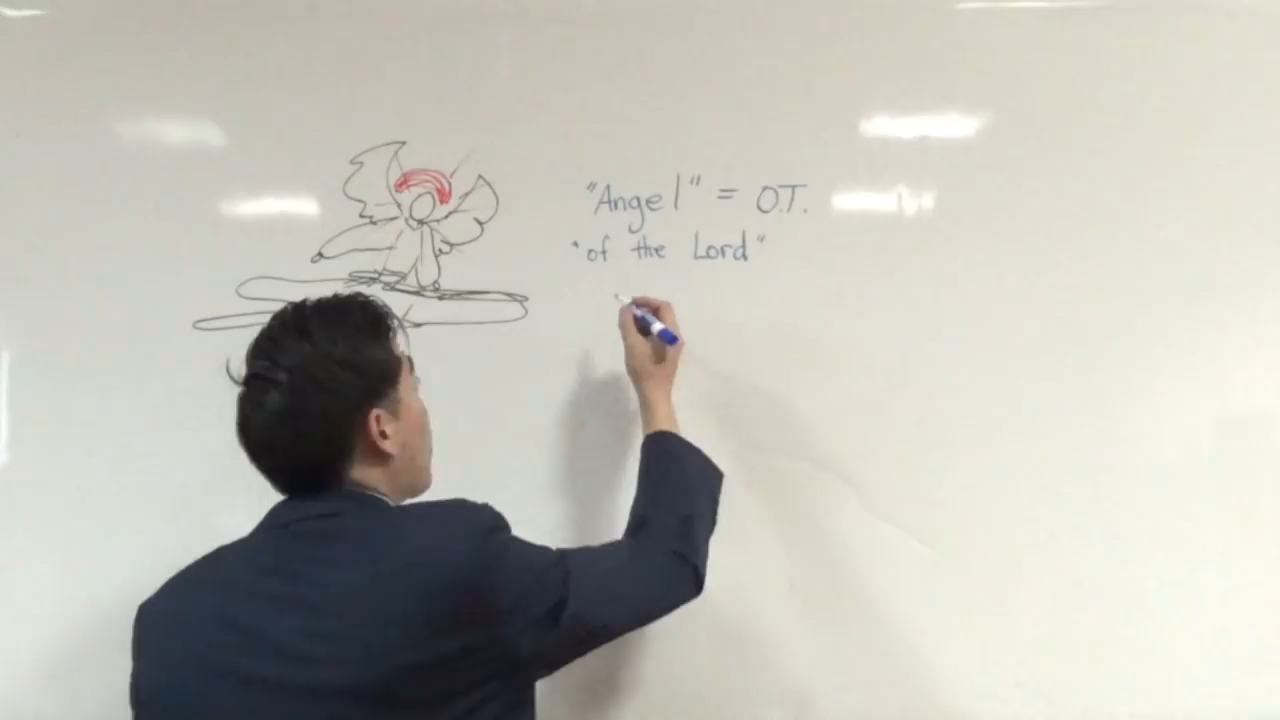 "Angel" = O.T.
"of the Lord"